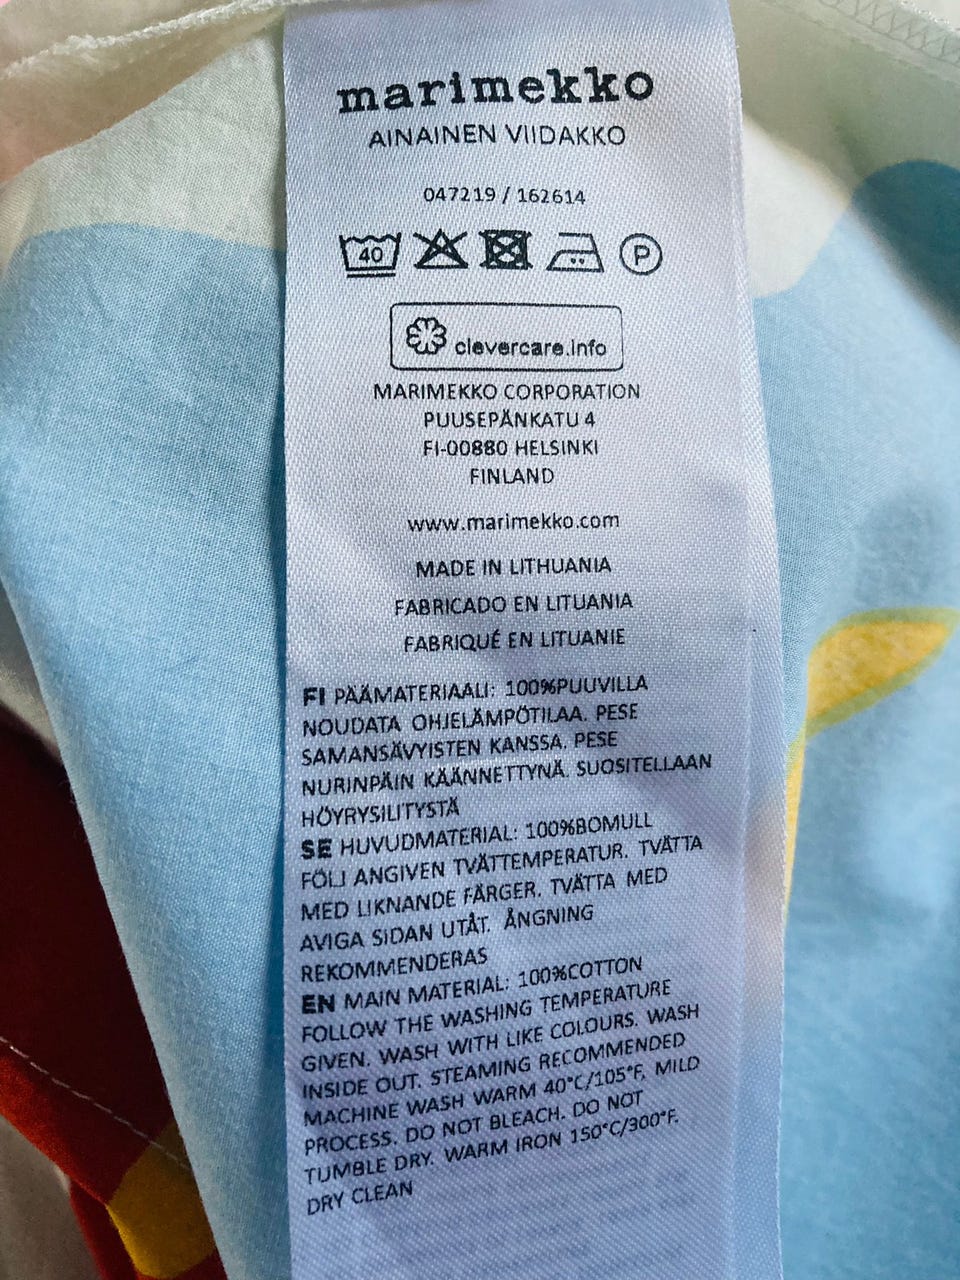 marimekko
AINAINEN VIIDAKKO
047219 / 162614
40
P
clevercare.info
MARIMEKKO CORPORATION
PUUSEPÄNKATU 4
FI-00880 HELSINKI
FINLAND
www.marimekko.com
MADE IN LITHUANIA
FABRICADO EN LITUANIA
FABRIQUÉ EN LITUANIE
FI PÄÄMATERIAALI: 100%PUUVILLA
NOUDATA OHJELÄMPÖTILAA. PESE
SAMANSÄVYISTEN KANSSA. PESE
NURINPÄIN KÄÄNNETTYNÄ. SUOSITELLAAN
HÖYRYSILITYSTÄ
SE HUVUDMATERIAL: 100%BOMULL
FÖLJ ANGIVEN TVÄTTEMPERATUR. TVÄTTA
MED LIKNANDE FÄRGER. TVÄTTA MED
AVIGA SIDAN UTÅT. ÅNGNING
REKOMMENDERAS
EN MAIN MATERIAL: 100%COTTON
FOLLOW THE WASHING TEMPERATURE
GIVEN. WASH WITH LIKE COLOURS. WASH
INSIDE OUT. STEAMING RECOMMENDED
MACHINE WASH WARM 40°C/105°F, MILD
PROCESS. DO NOT BLEACH. DO NOT
TUMBLE DRY. WARM IRON 150°C/300°F.
DRY CLEAN